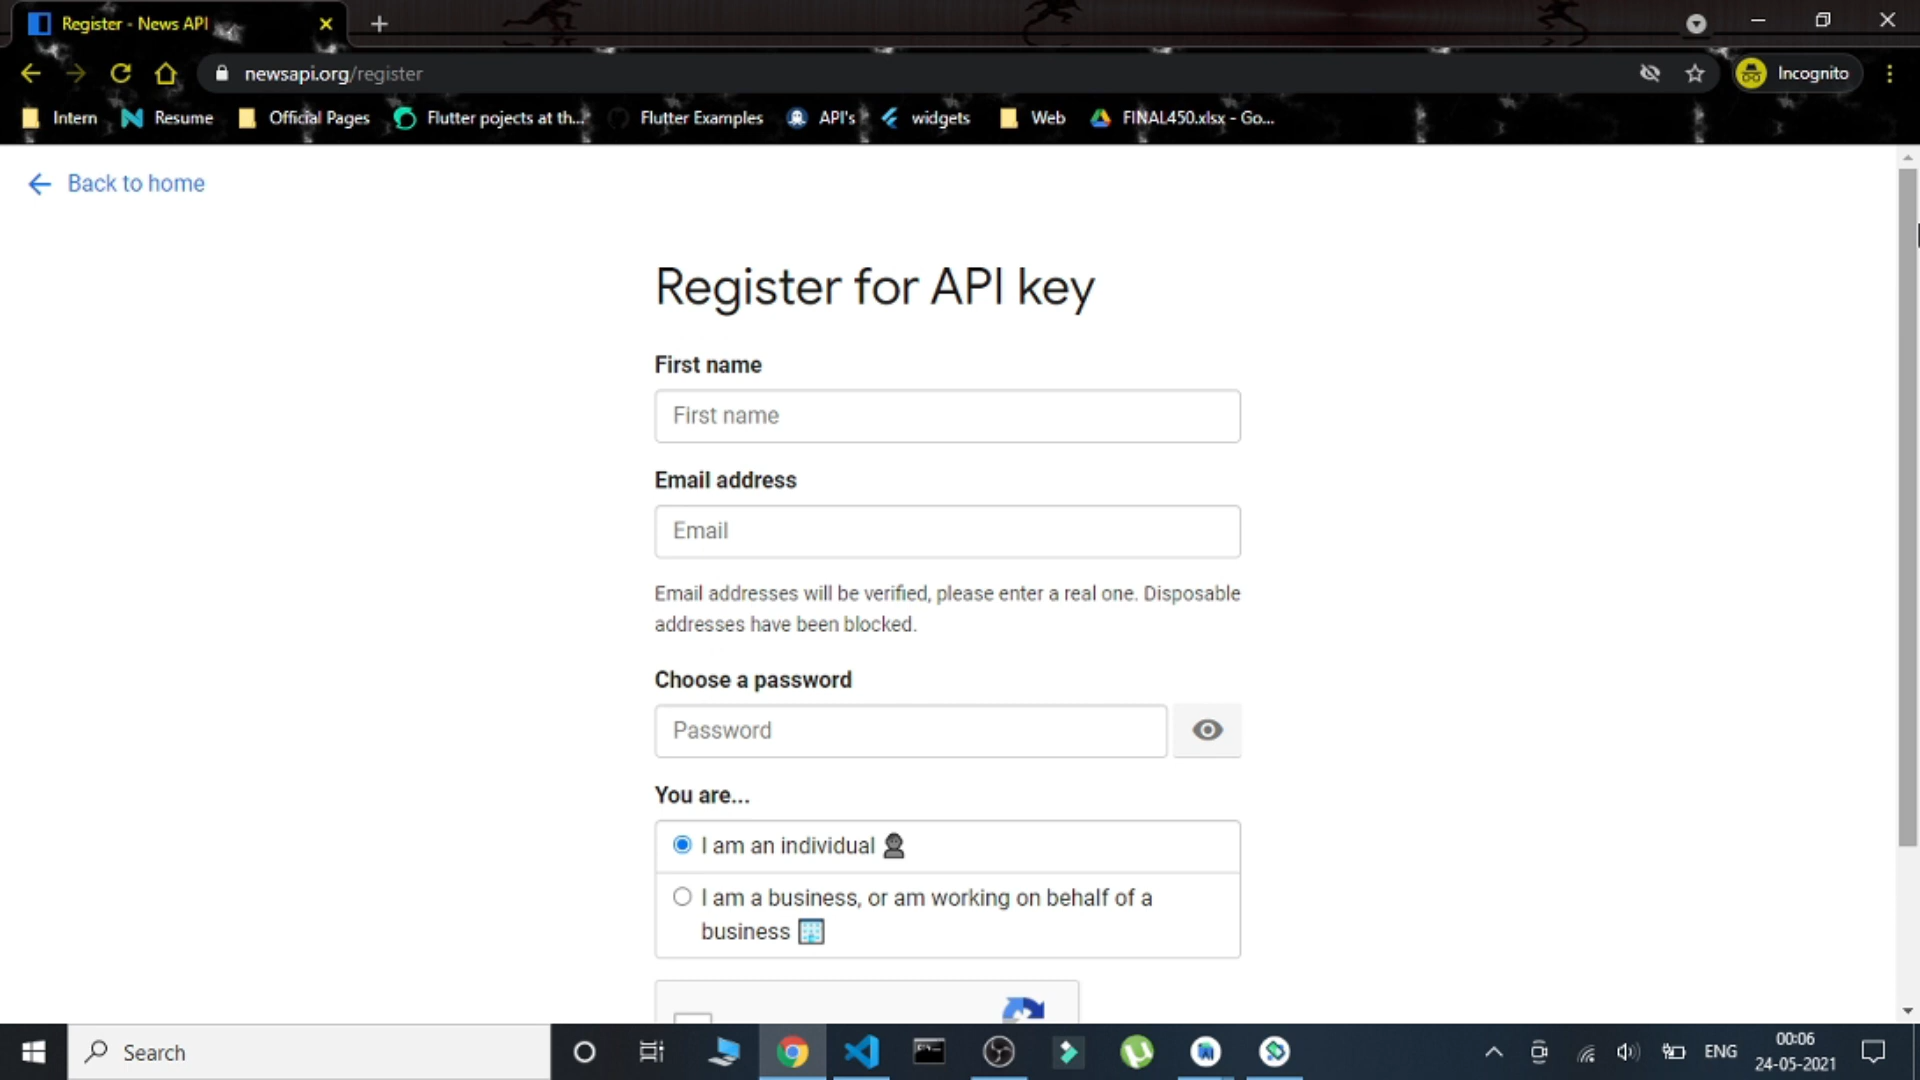 Register - News API
newsapi.org/register
Incognito
Intern
Resume
Official Pages
Flutter pojects at th...
Flutter Examples
API's
widgets
Web
FINAL450.xlsx - Go...
Back to home
Register for API key
First name
First name
Email address
Email
Email addresses will be verified, please enter a real one. Disposable
addresses have been blocked.
Choose a password
Password
You are...
I am an individual
I am a business, or am working on behalf of a
business
Search
ENG
00:06
24-05-2021